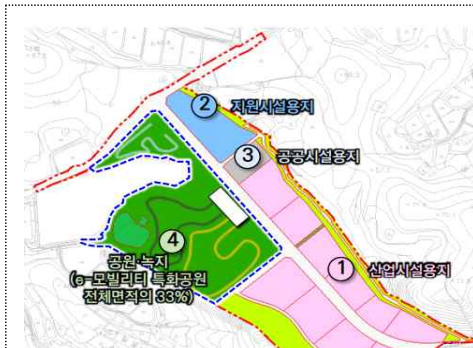 ② 지원시설용지
③ 공공시설용지
④
공원·녹지
(e-모빌리티 특화공원
전체면적의 33%)
① 산업시설용지